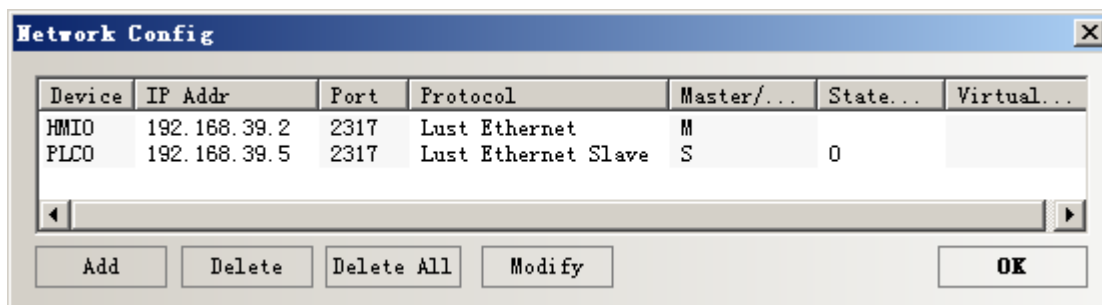 Network Config
Device IP Addr Port Protocol Master/... State... Virtual...
HMI0 192.168.39.2 2317 Lust Ethernet M
PLC0 192.168.39.5 2317 Lust Ethernet Slave S 0
Add Delete Delete All Modify OK